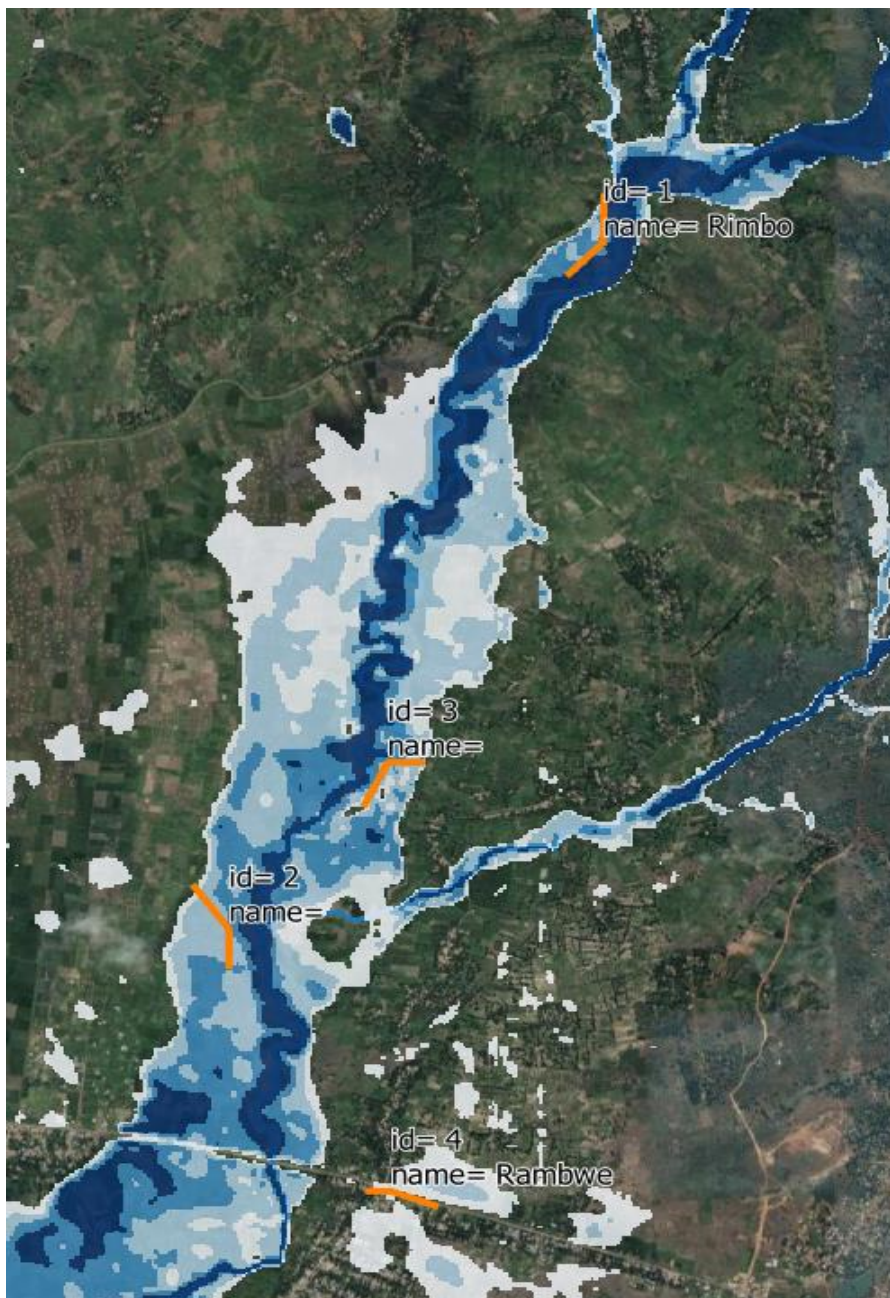 id= 1
name= Rimbo
id= 3
name=
id= 2
name=
id= 4
name= Rambwe